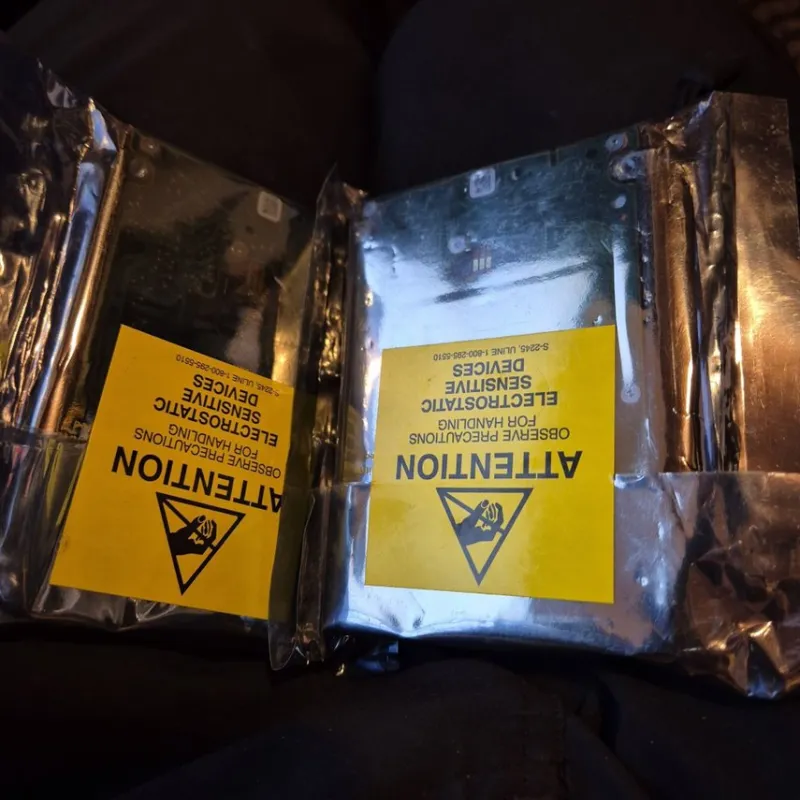 ATTENTION
OBSERVE PRECAUTIONS
FOR HANDLING
ELECTROSTATIC
SENSITIVE
DEVICES
S-2245, ULINE 1-800-295-5510
ATTENTION
OBSERVE PRECAUTIONS
FOR HANDLING
ELECTROSTATIC
SENSITIVE
DEVICES
S-2245, ULINE 1-800-295-5510